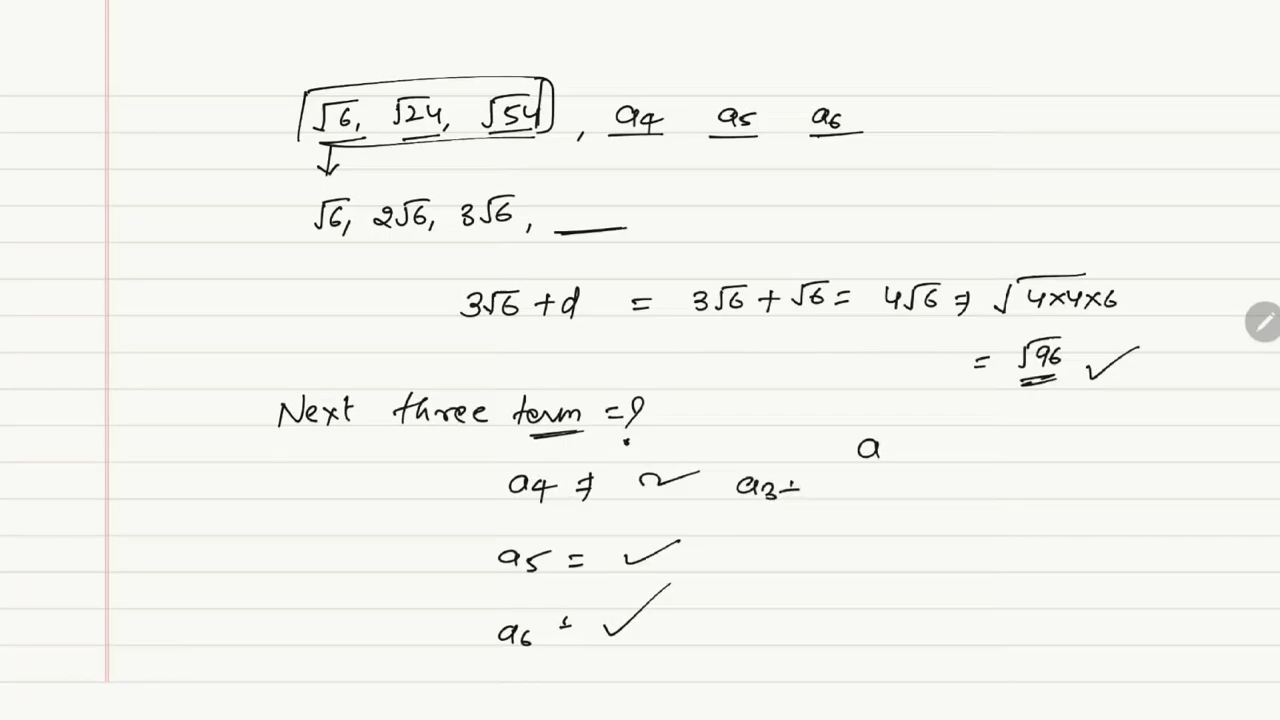 √6, √24, √54, a4 a5 a6
√6, 2√6, 3√6, ___
3√6 + d = 3√6 + √6 = 4√6 ⇒ √4×4×6
= √96 ✓
Next three term = ?
a
a4 ⇒ a3+
a5 = ✓
a6 = ✓